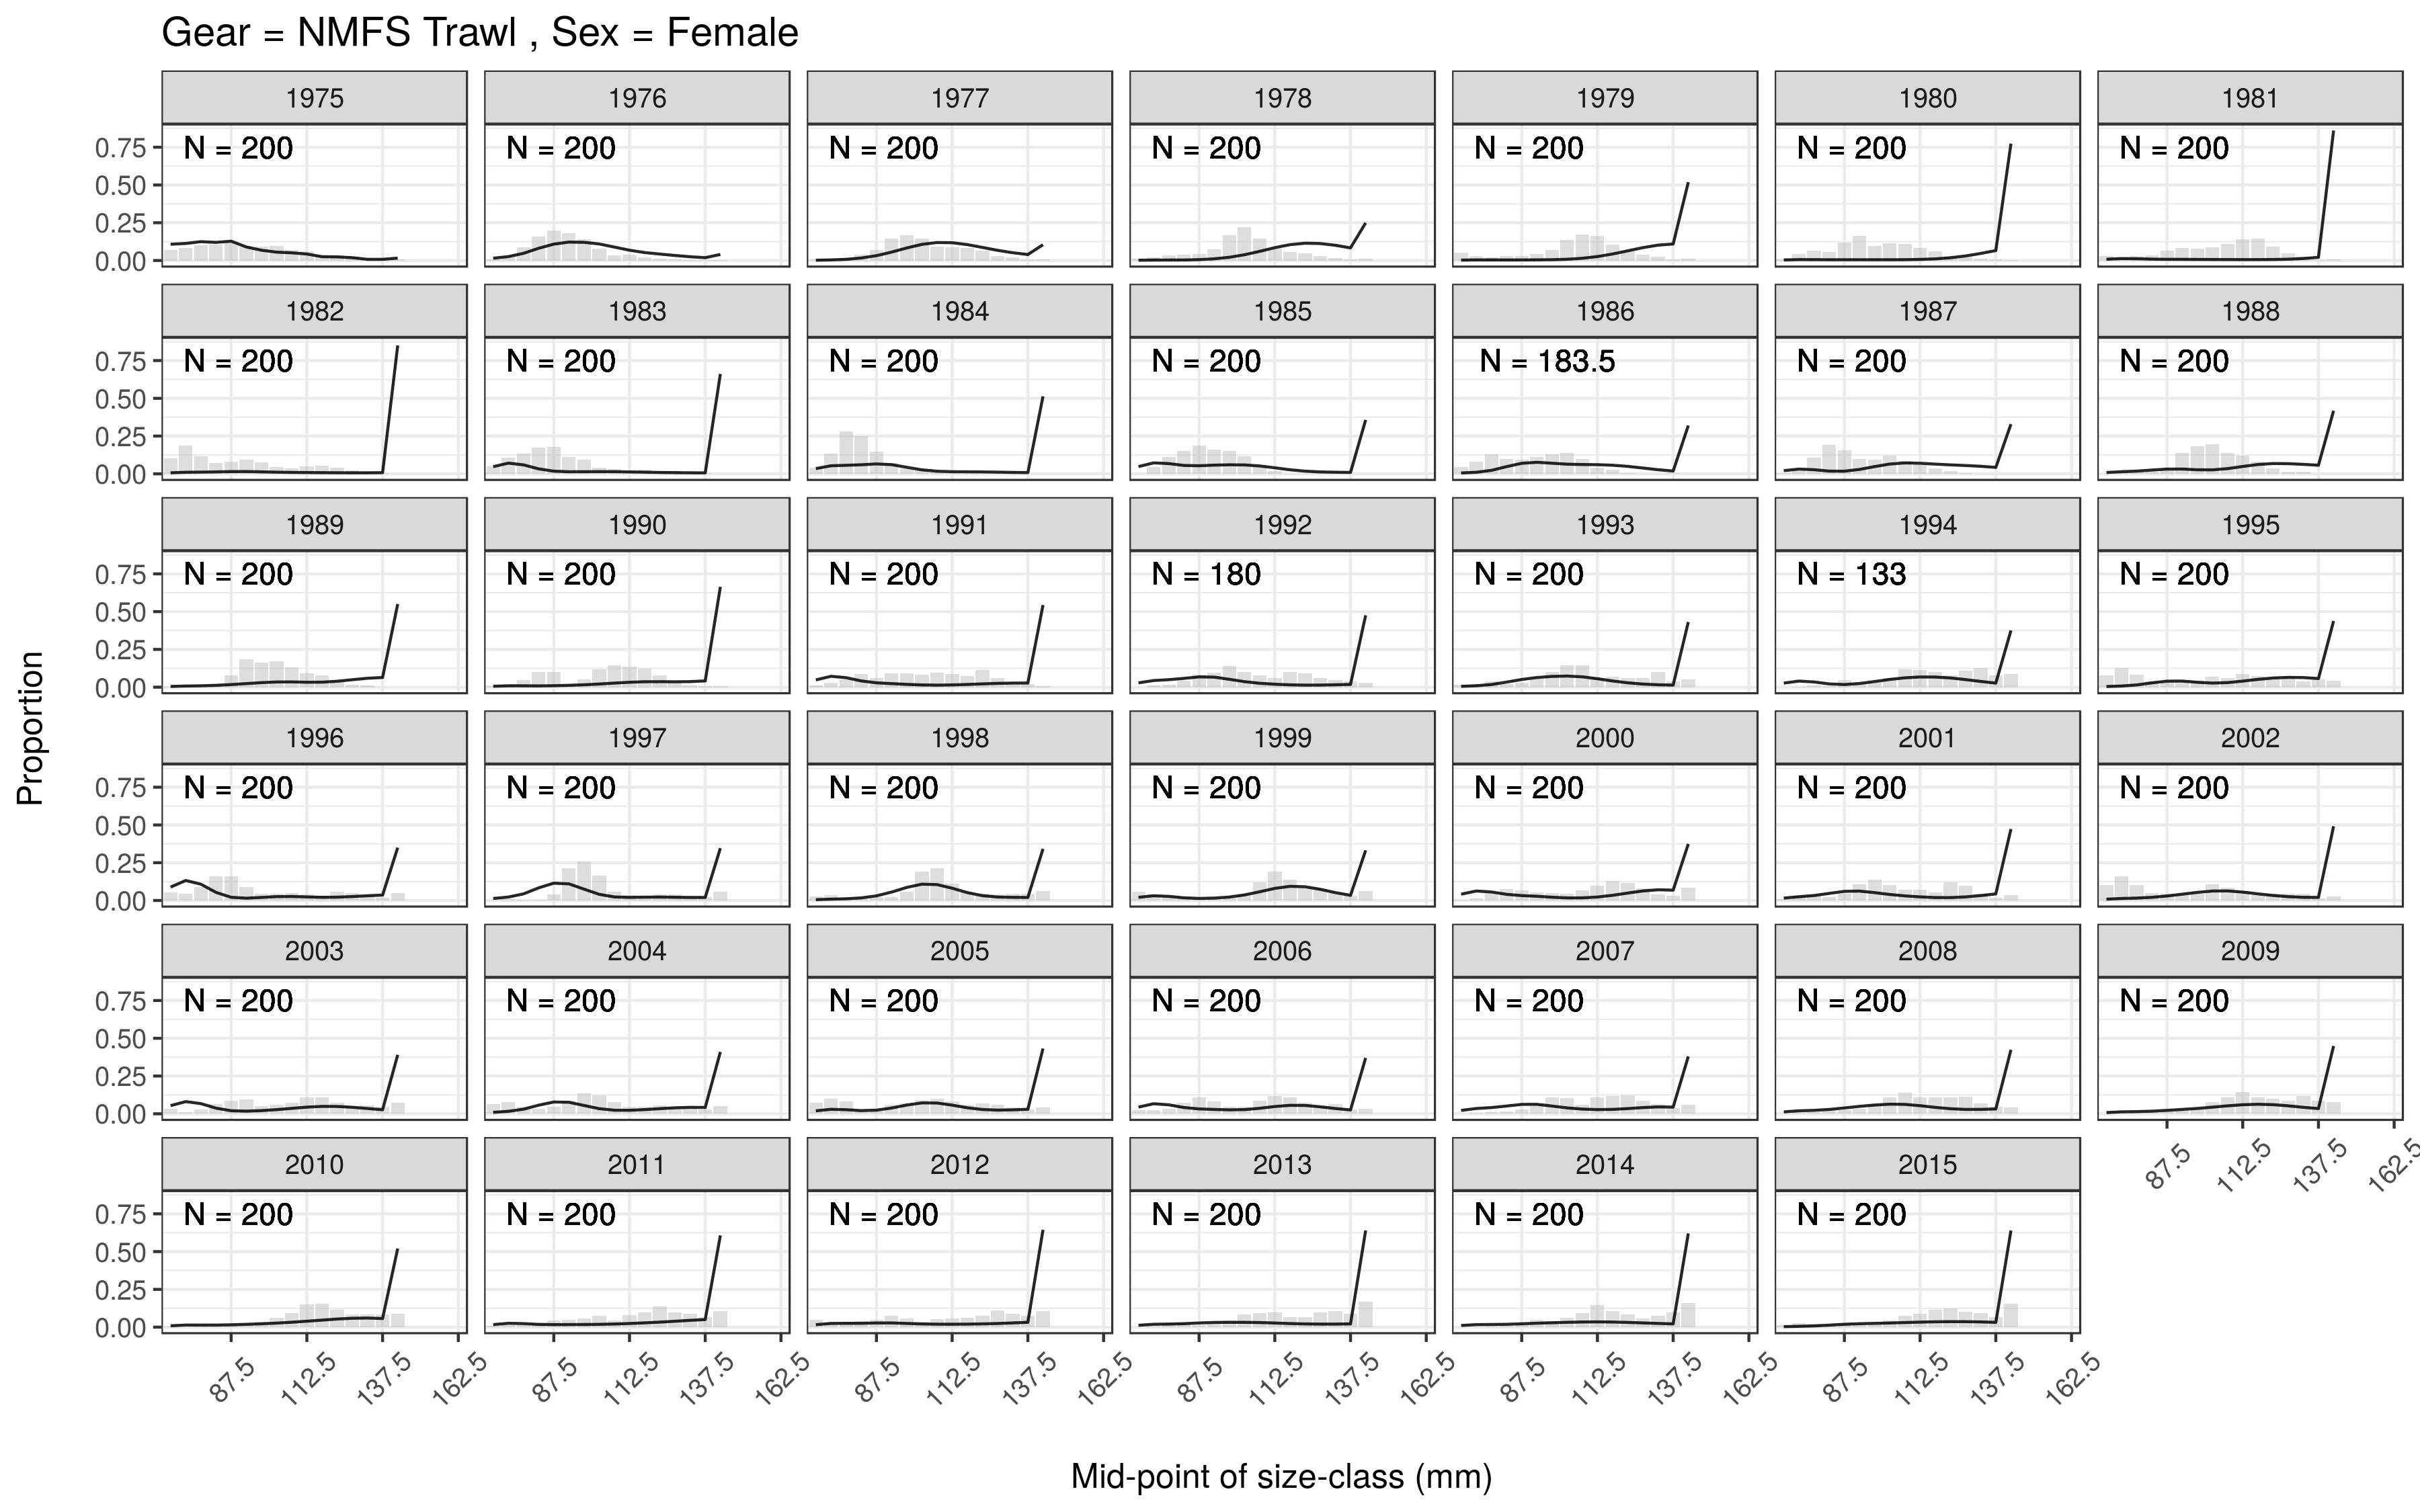 Gear = NMFS Trawl , Sex = Female
1975 1976 1977 1978 1979 1980 1981
N = 200 N = 200 N = 200 N = 200 N = 200 N = 200 N = 200
0.75
0.50
0.25
0.00
1982 1983 1984 1985 1986 1987 1988
N = 200 N = 200 N = 200 N = 200 N = 183.5 N = 200 N = 200
0.75
0.50
0.25
0.00
1989 1990 1991 1992 1993 1994 1995
N = 200 N = 200 N = 200 N = 180 N = 200 N = 133 N = 200
0.75
0.50
0.25
0.00
Proportion
1996 1997 1998 1999 2000 2001 2002
N = 200 N = 200 N = 200 N = 200 N = 200 N = 200 N = 200
0.75
0.50
0.25
0.00
2003 2004 2005 2006 2007 2008 2009
N = 200 N = 200 N = 200 N = 200 N = 200 N = 200 N = 200
0.75
0.50
0.25
0.00
87.5 112.5 137.5 162.5
2010 2011 2012 2013 2014 2015
N = 200 N = 200 N = 200 N = 200 N = 200 N = 200
0.75
0.50
0.25
0.00
87.5 112.5 137.5 162.5 87.5 112.5 137.5 162.5 87.5 112.5 137.5 162.5 87.5 112.5 137.5 162.5 87.5 112.5 137.5 162.5 87.5 112.5 137.5 162.5
Mid-point of size-class (mm)